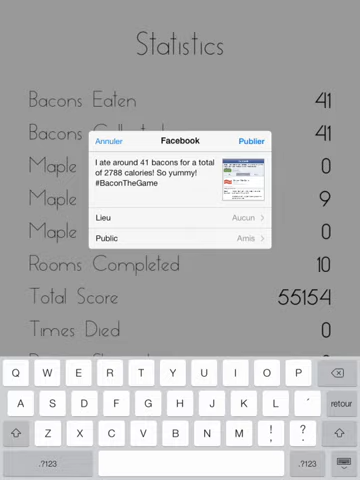 Statistics
Bacons Eaten 41
Bacons 41
Annuler Facebook Publier
I ate around 41 bacons for a total
of 2788 calories! So yummy!
#BaconTheGame
Maple 0
Maple 9
Lieu Aucun >
Maple 0
Public Amis >
Rooms Completed 10
Total Score 55154
Times Died 0
Q W E R T Y U I O P
A S D F G H J K L ´ retour
Z X C V B N M ! , ? .
.?123 .?123